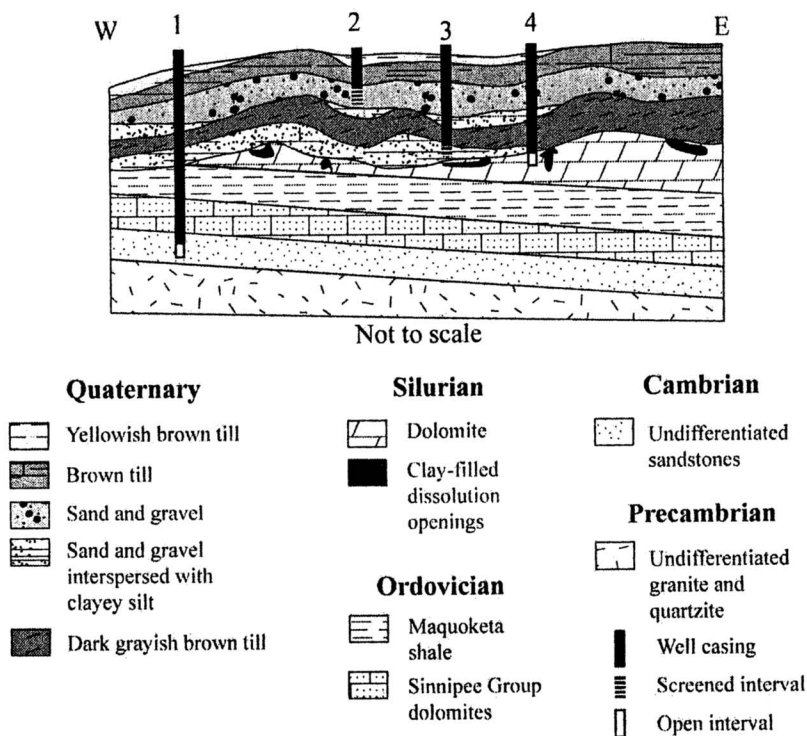 W 1 2 3 4 E
Not to scale
Quaternary
Yellowish brown till
Brown till
Sand and gravel
Sand and gravel
interspersed with
clayey silt
Dark grayish brown till
Silurian
Dolomite
Clay-filled
dissolution
openings
Ordovician
Maquoketa
shale
Sinnipee Group
dolomites
Cambrian
Undifferentiated
sandstones
Precambrian
Undifferentiated
granite and
quartzite
Well casing
Screened interval
Open interval